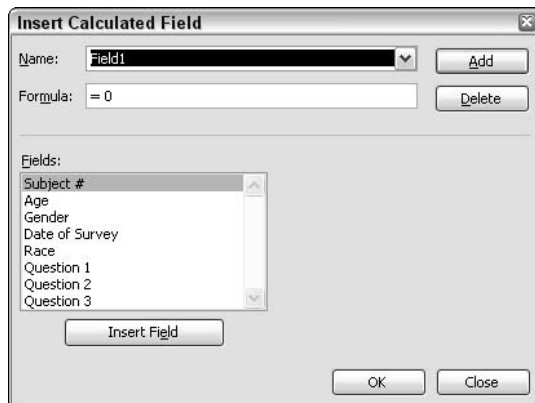 Insert Calculated Field
Name: Field1 Add
Formula: = 0 Delete
Fields:
Subject #
Age
Gender
Date of Survey
Race
Question 1
Question 2
Question 3
Insert Field
OK Close